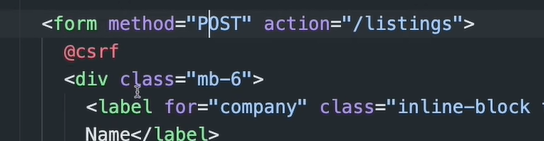 <form method="POST" action="/listings">
@csrf
<div class="mb-6">
<label for="company" class="inline-block
Name</label>